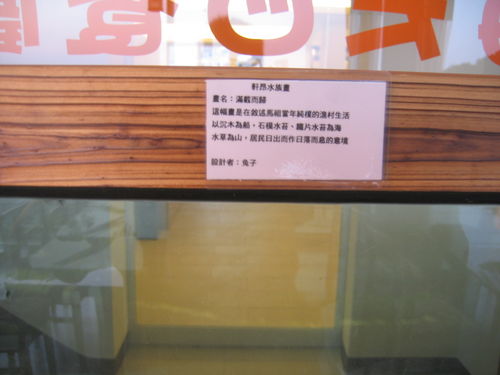 軒昂水族畫
畫名：滿載而歸
這幅畫是在敘述馬祖當年純樸的漁村生活
以沉木為船，石模水苔、鐵片水苔為海
水草為山，居民日出而作日落而息的意境
設計者：兔子